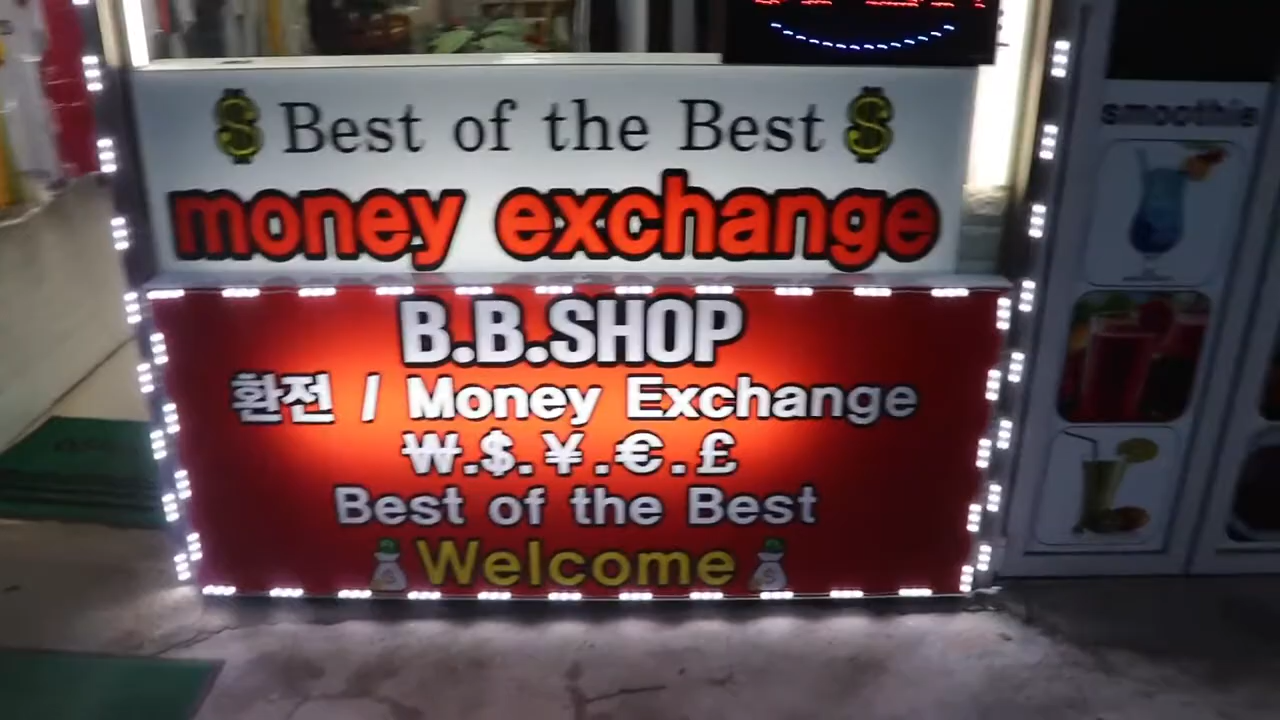 $ Best of the Best $
money exchange
B.B.SHOP
환전 / Money Exchange
₩.$.¥.€.£
Best of the Best
Welcome
smoothie